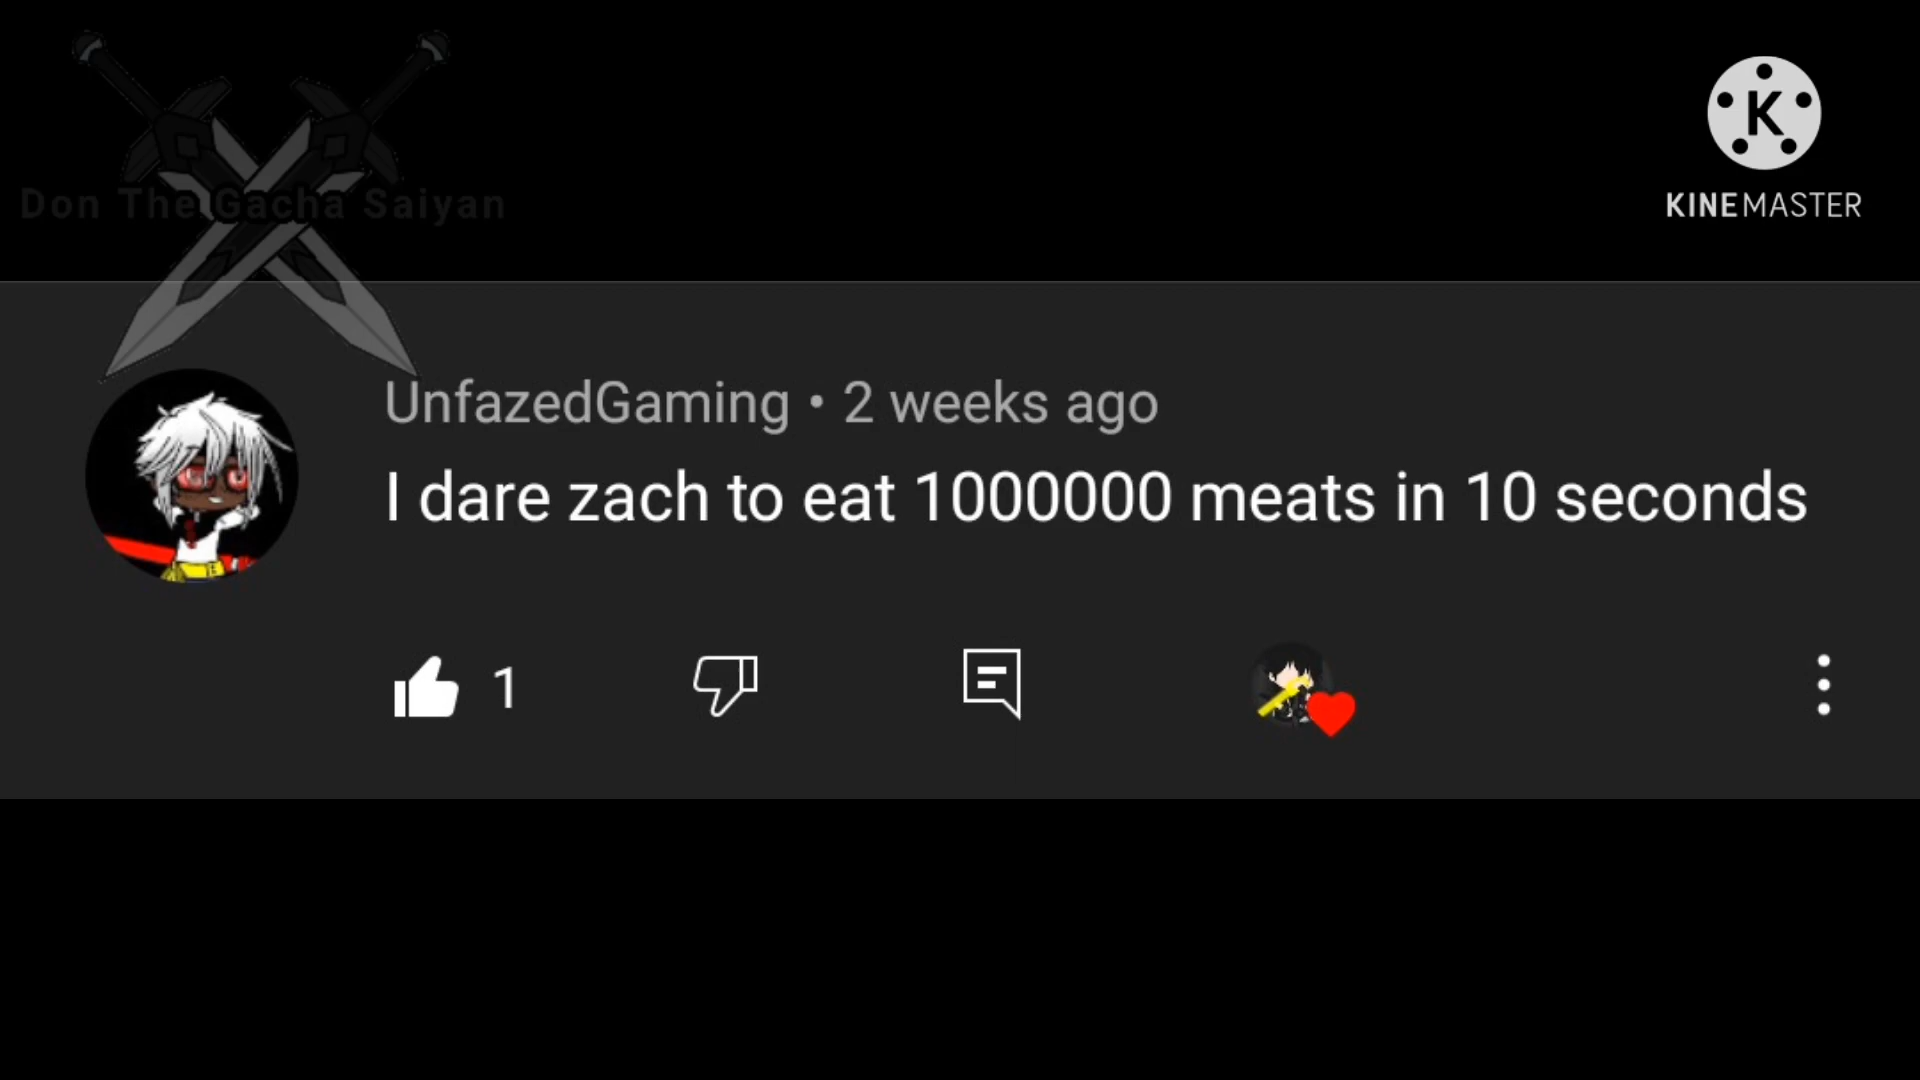 Don The Gacha Saiyan
K
KINEMASTER
UnfazedGaming • 2 weeks ago
I dare zach to eat 1000000 meats in 10 seconds
1